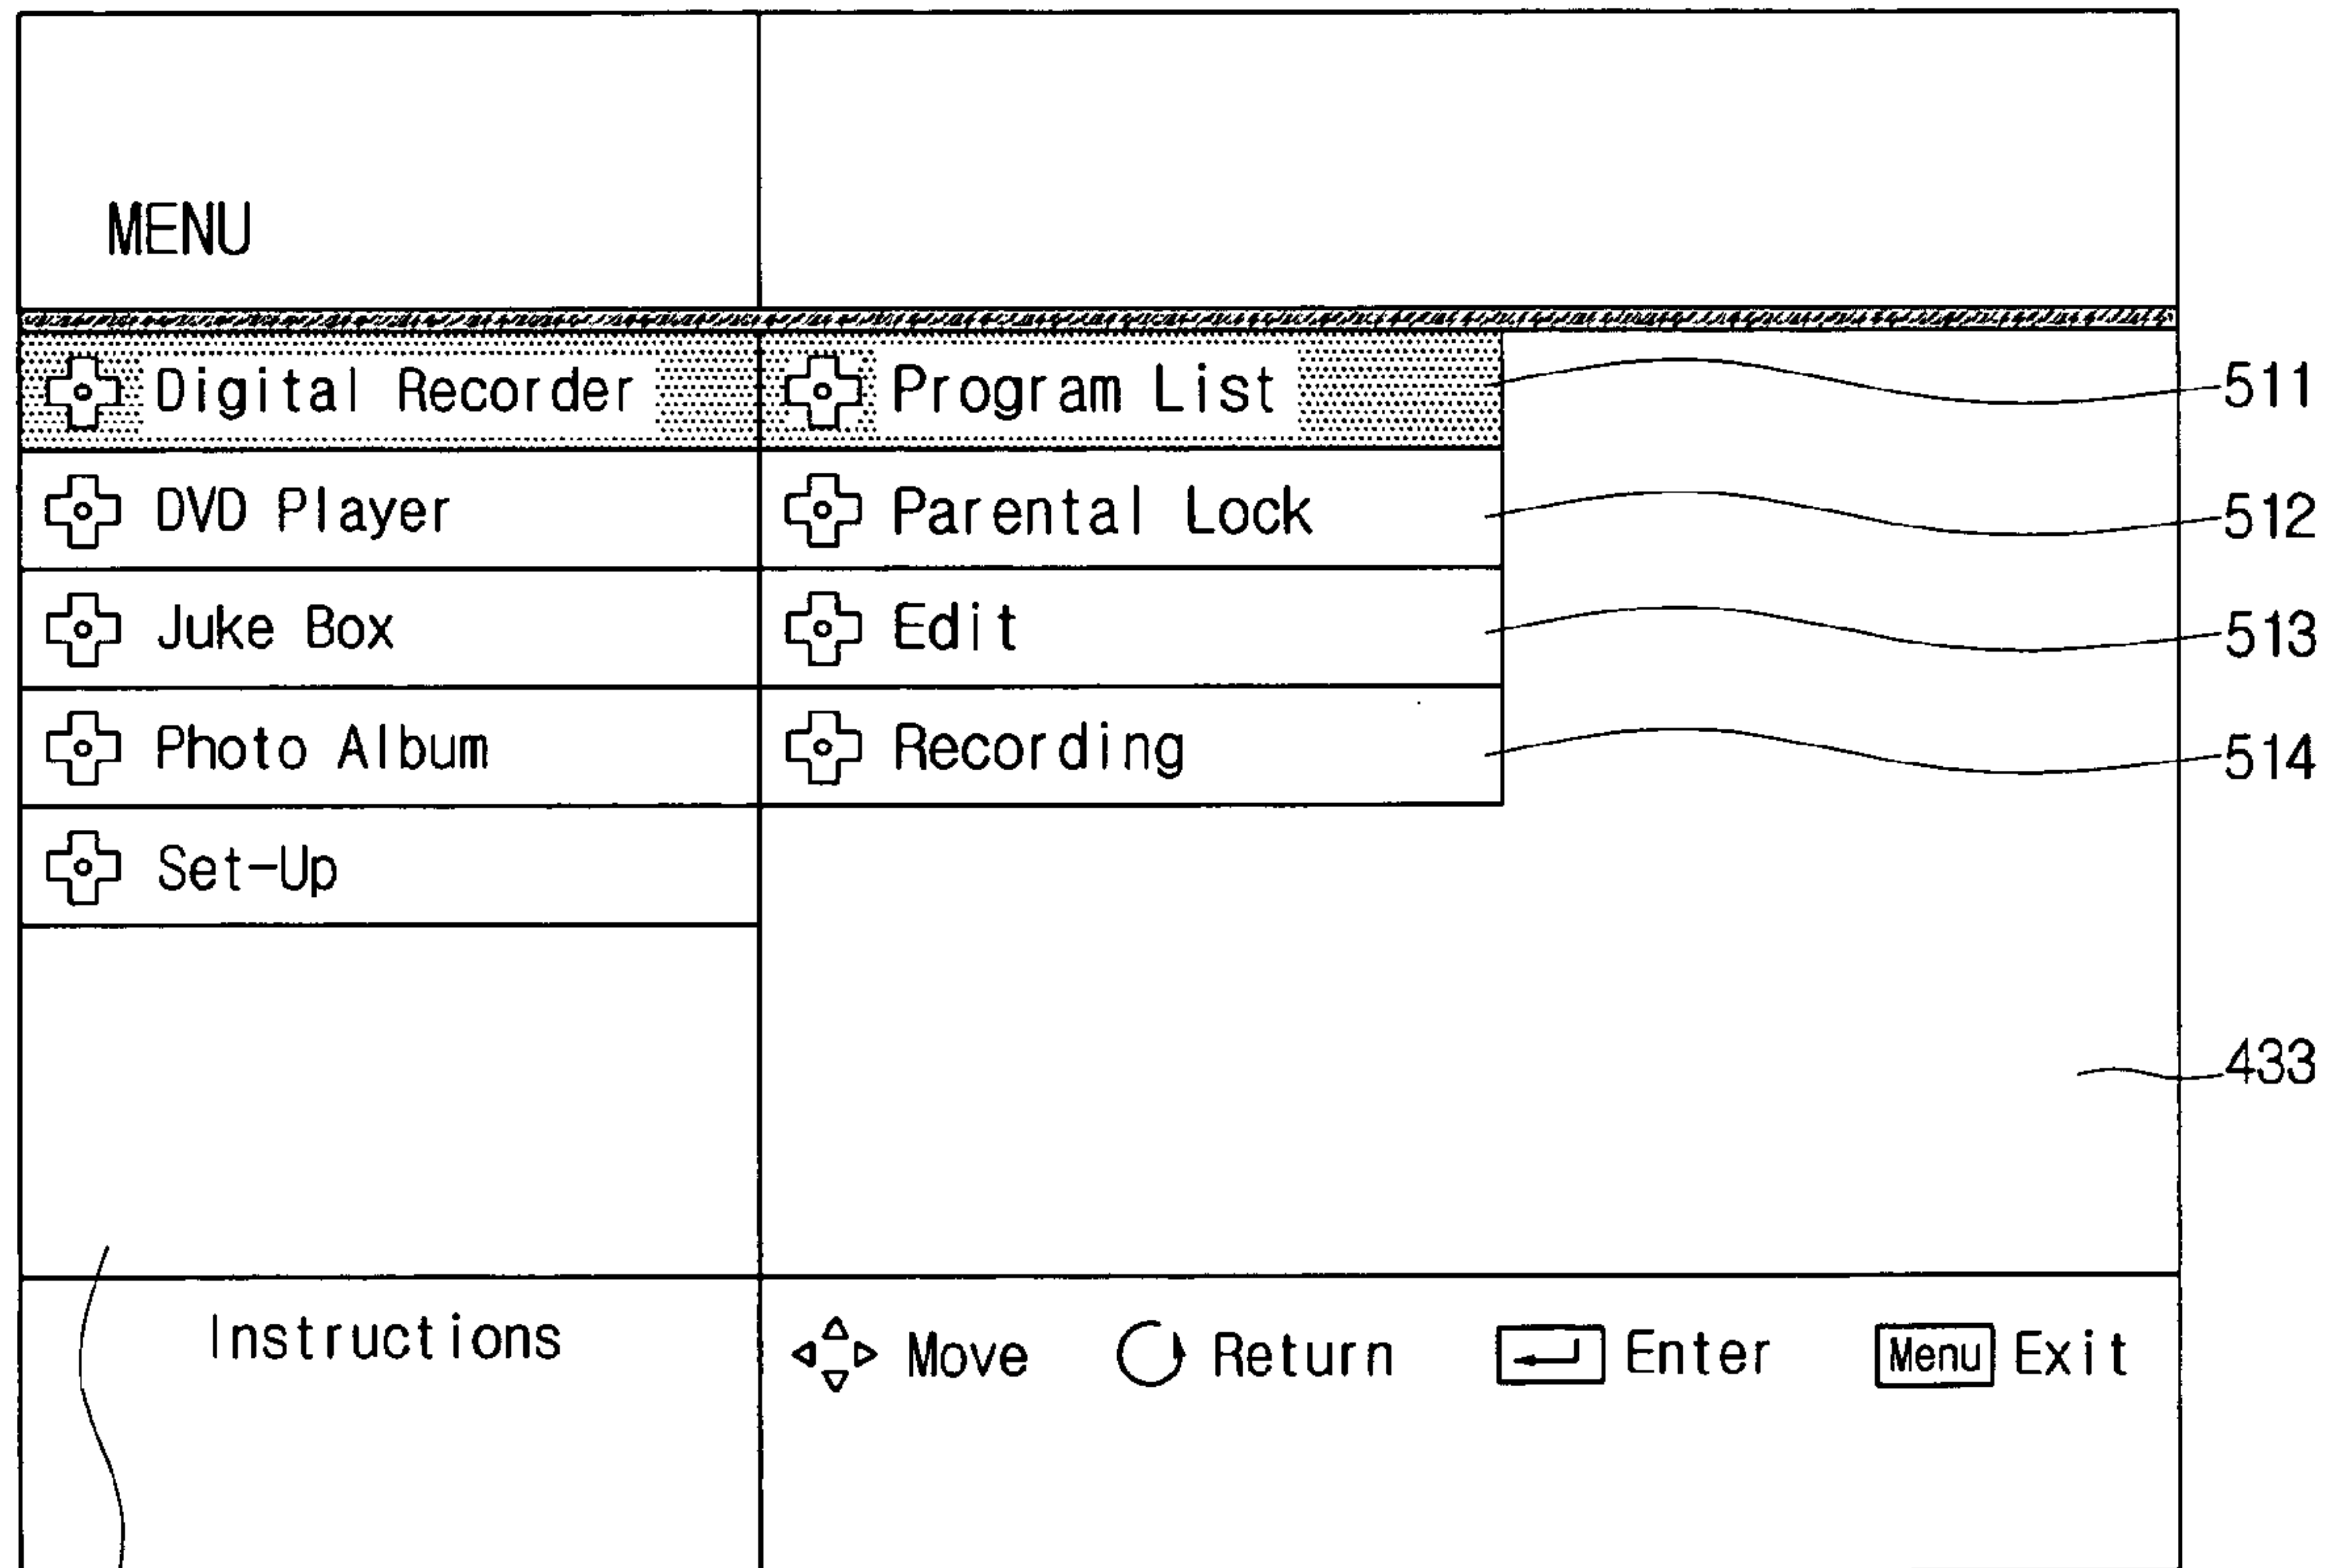 MENU
Digital Recorder Program List 511
DVD Player Parental Lock 512
Juke Box Edit 513
Photo Album Recording 514
Set-Up
433
Instructions Move Return Enter Menu Exit